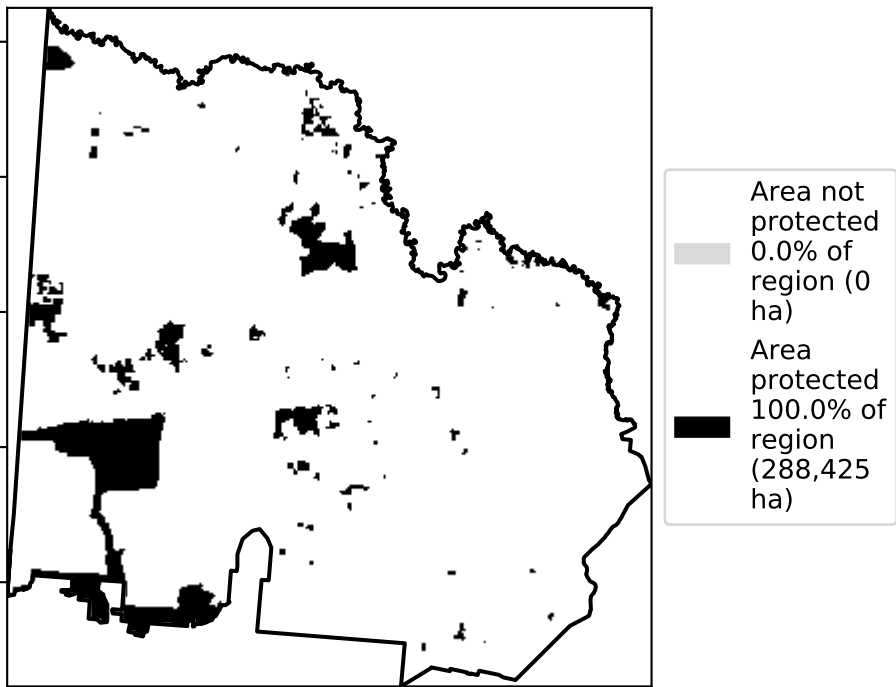 Area not
protected
0.0% of
region (0
ha)
Area
protected
100.0% of
region
(288,425
ha)